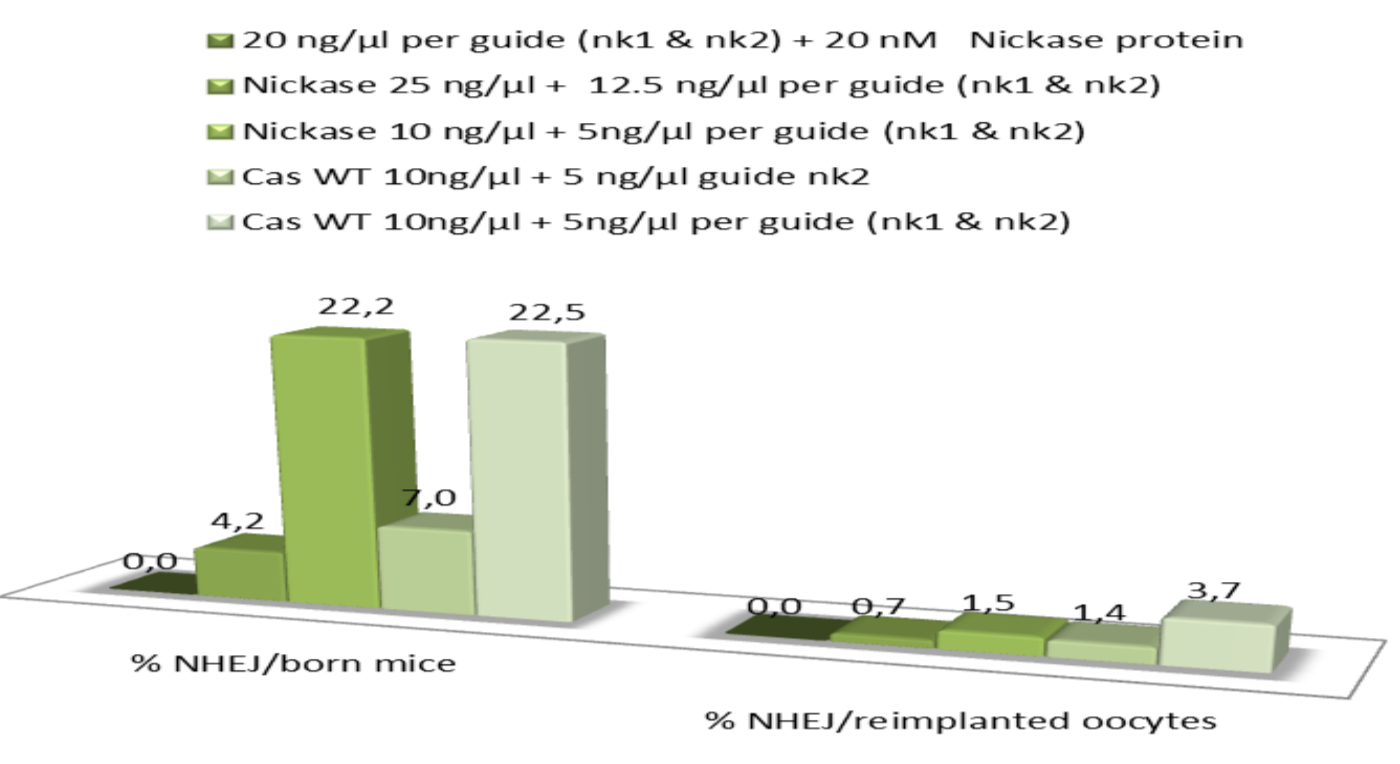 20 ng/µl per guide (nk1 & nk2) + 20 nM Nickase protein
Nickase 25 ng/µl + 12.5 ng/µl per guide (nk1 & nk2)
Nickase 10 ng/µl + 5ng/µl per guide (nk1 & nk2)
Cas WT 10ng/µl + 5 ng/µl guide nk2
Cas WT 10ng/µl + 5ng/µl per guide (nk1 & nk2)
0,0
4,2
22,2
7,0
22,5
0,0
0,7
1,5
1,4
3,7
% NHEJ/born mice
% NHEJ/reimplanted oocytes